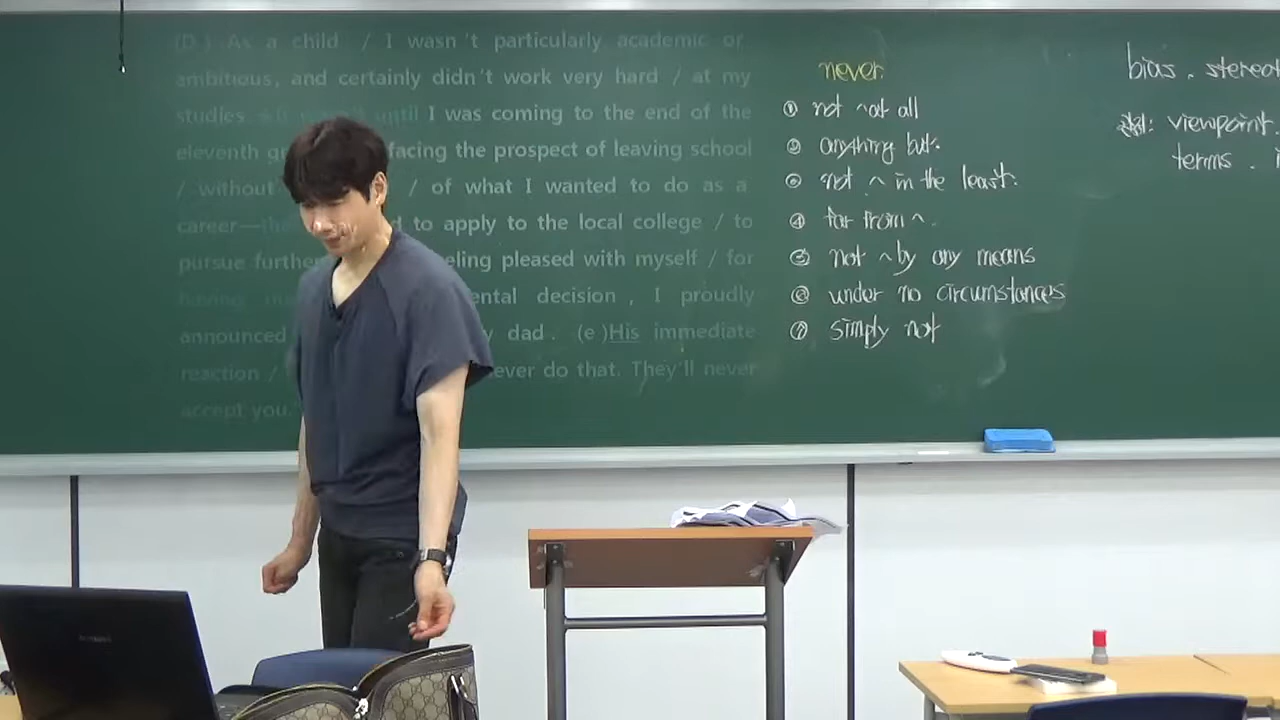 (D.) As a child / I wasn't particularly academic or
ambitious, and certainly didn't work very hard / at my
studies until I was coming to the end of the
eleventh facing the prospect of leaving school
/ without / of what I wanted to do as a
career— to apply to the local college / to
pursue further pleased with myself / for
having decision, I proudly
announced dad. (e)His immediate
reaction / never do that. They'll never
accept you.
never.
① not ~at all
② anything but.
③ not ~ in the least.
④ far from ~.
⑤ not ~by any means
⑥ under no circumstances
⑦ simply not
bias.
viewpoint.
terms.